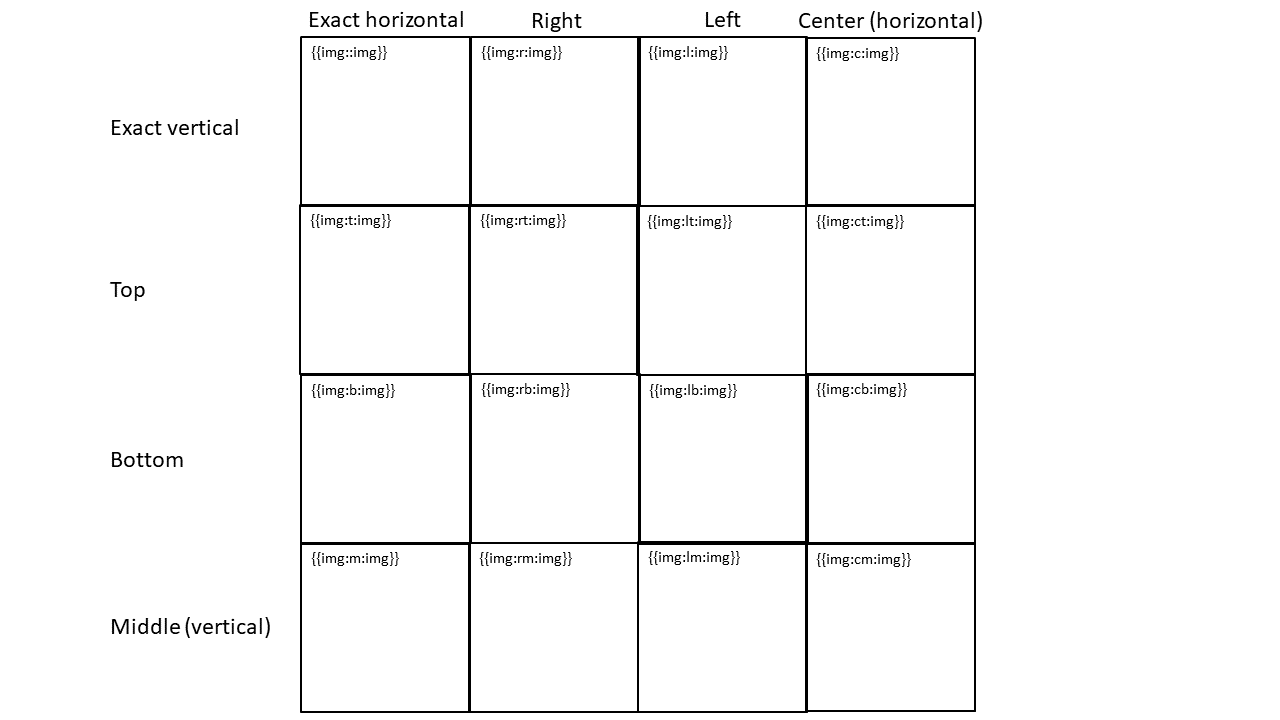 Exact horizontal Right Left Center (horizontal)
{{img::img}} {{img:r:img}} {{img:l:img}} {{img:c:img}}
Exact vertical
{{img:t:img}} {{img:rt:img}} {{img:lt:img}} {{img:ct:img}}
Top
{{img:b:img}} {{img:rb:img}} {{img:lb:img}} {{img:cb:img}}
Bottom
{{img:m:img}} {{img:rm:img}} {{img:lm:img}} {{img:cm:img}}
Middle (vertical)